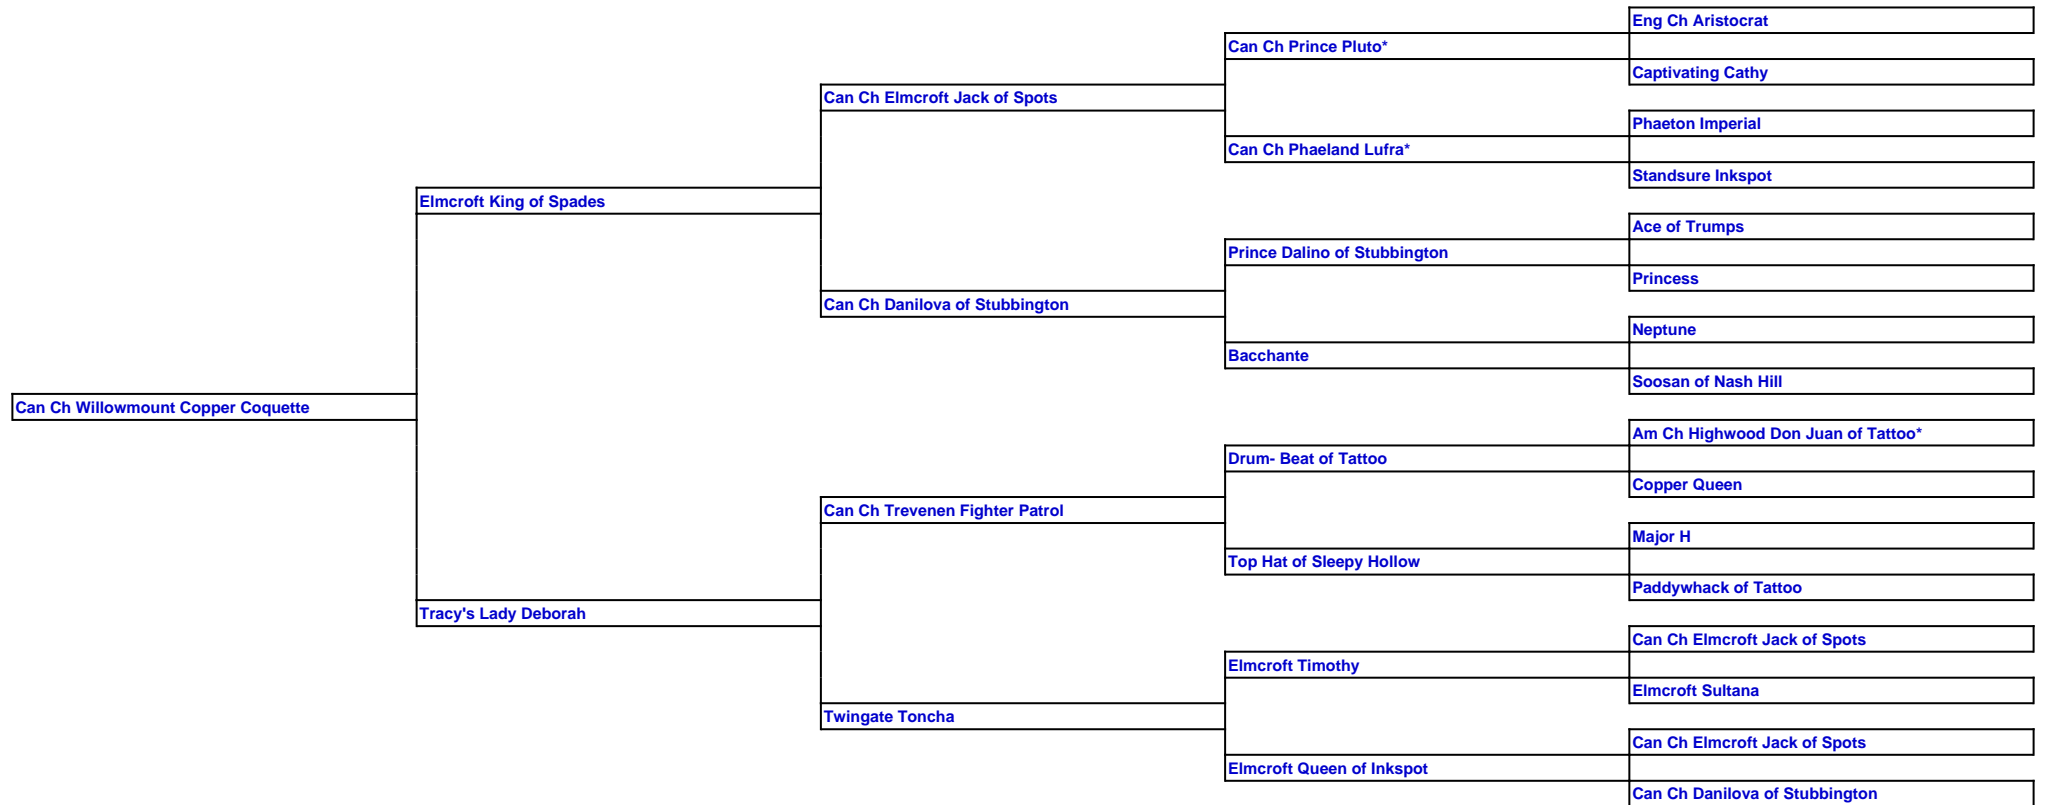 Eng Ch Aristocrat
Can Ch Prince Pluto*
Captivating Cathy
Can Ch Elmcroft Jack of Spots
Phaeton Imperial
Can Ch Phaeland Lufra*
Standsure Inkspot
Elmcroft King of Spades
Ace of Trumps
Prince Dalino of Stubbington
Princess
Can Ch Danilova of Stubbington
Neptune
Bacchante
Soosan of Nash Hill
Can Ch Willowmount Copper Coquette
Am Ch Highwood Don Juan of Tattoo*
Drum- Beat of Tattoo
Copper Queen
Can Ch Trevenen Fighter Patrol
Major H
Top Hat of Sleepy Hollow
Paddywhack of Tattoo
Tracy's Lady Deborah
Can Ch Elmcroft Jack of Spots
Elmcroft Timothy
Elmcroft Sultana
Twingate Toncha
Can Ch Elmcroft Jack of Spots
Elmcroft Queen of Inkspot
Can Ch Danilova of Stubbington